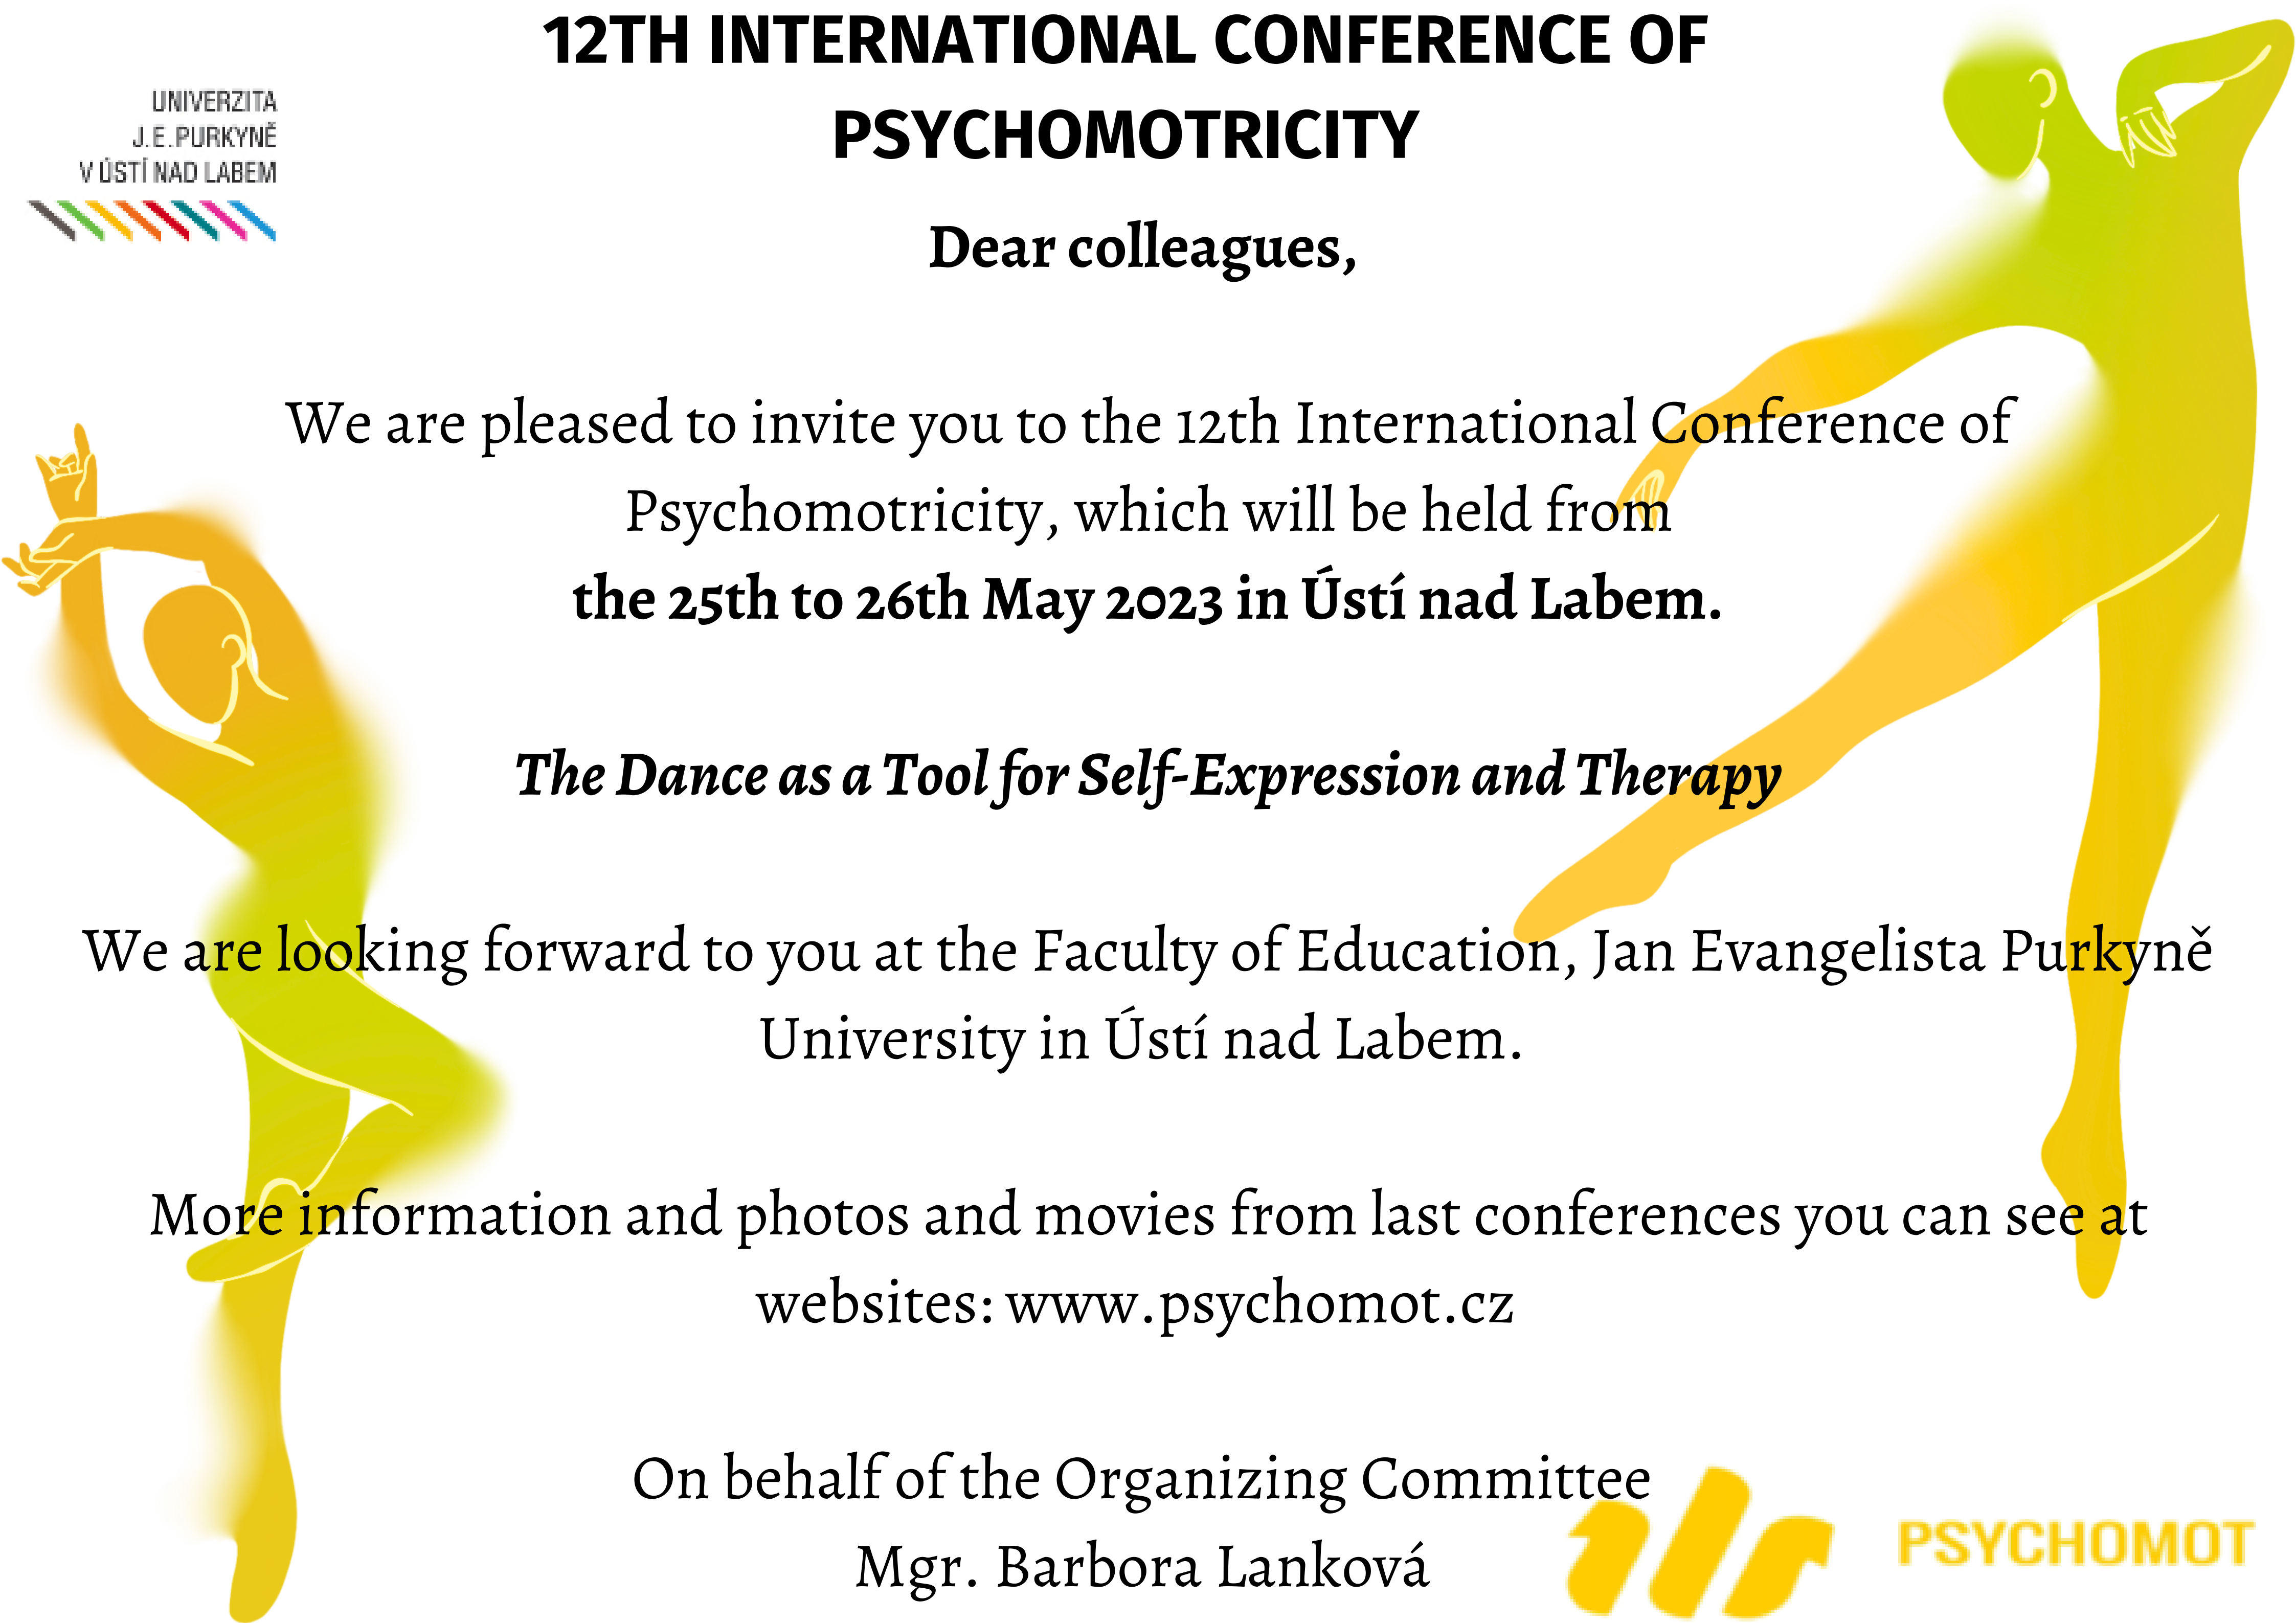 12TH INTERNATIONAL CONFERENCE OF
PSYCHOMOTRICITY
UNIVERZITA
J.E.PURKYNĚ
V ÚSTÍ NAD LABEM
Dear colleagues,
We are pleased to invite you to the 12th International Conference of
Psychomotricity, which will be held from
the 25th to 26th May 2023 in Ústí nad Labem.
The Dance as a Tool for Self-Expression and Therapy
We are looking forward to you at the Faculty of Education, Jan Evangelista Purkyně
University in Ústí nad Labem.
More information and photos and movies from last conferences you can see at
websites: www.psychomot.cz
On behalf of the Organizing Committee
Mgr. Barbora Lanková
PSYCHOMOT